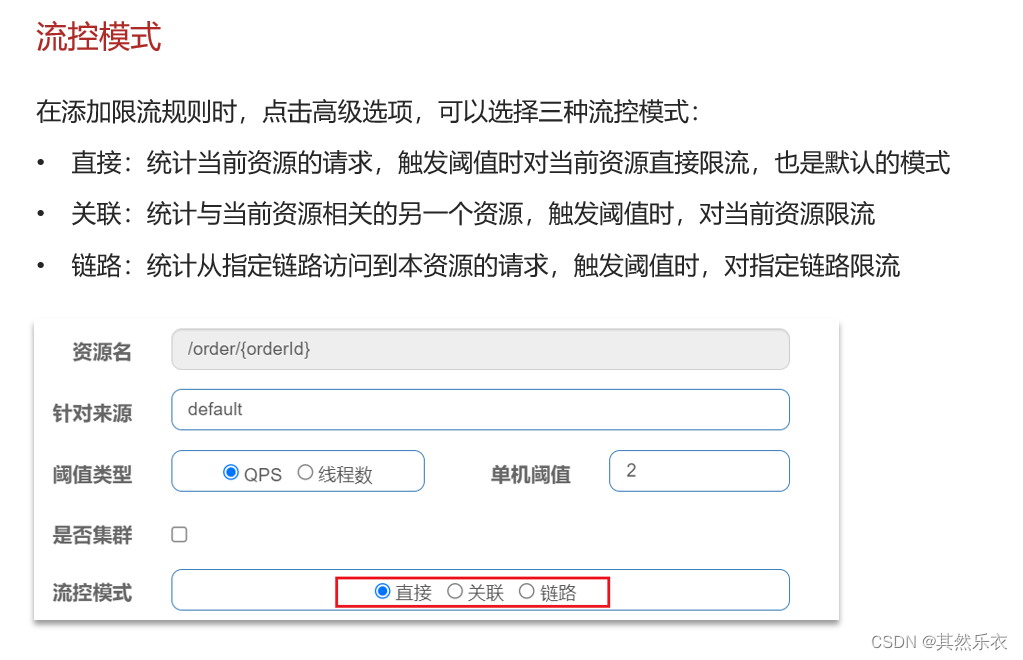 流控模式
在添加限流规则时，点击高级选项，可以选择三种流控模式：
• 直接：统计当前资源的请求，触发阈值时对当前资源直接限流，也是默认的模式
• 关联：统计与当前资源相关的另一个资源，触发阈值时，对当前资源限流
• 链路：统计从指定链路访问到本资源的请求，触发阈值时，对指定链路限流
资源名 /order/{orderId}
针对来源 default
阈值类型 QPS 线程数 单机阈值 2
是否集群
流控模式 直接 关联 链路
CSDN @其然乐衣